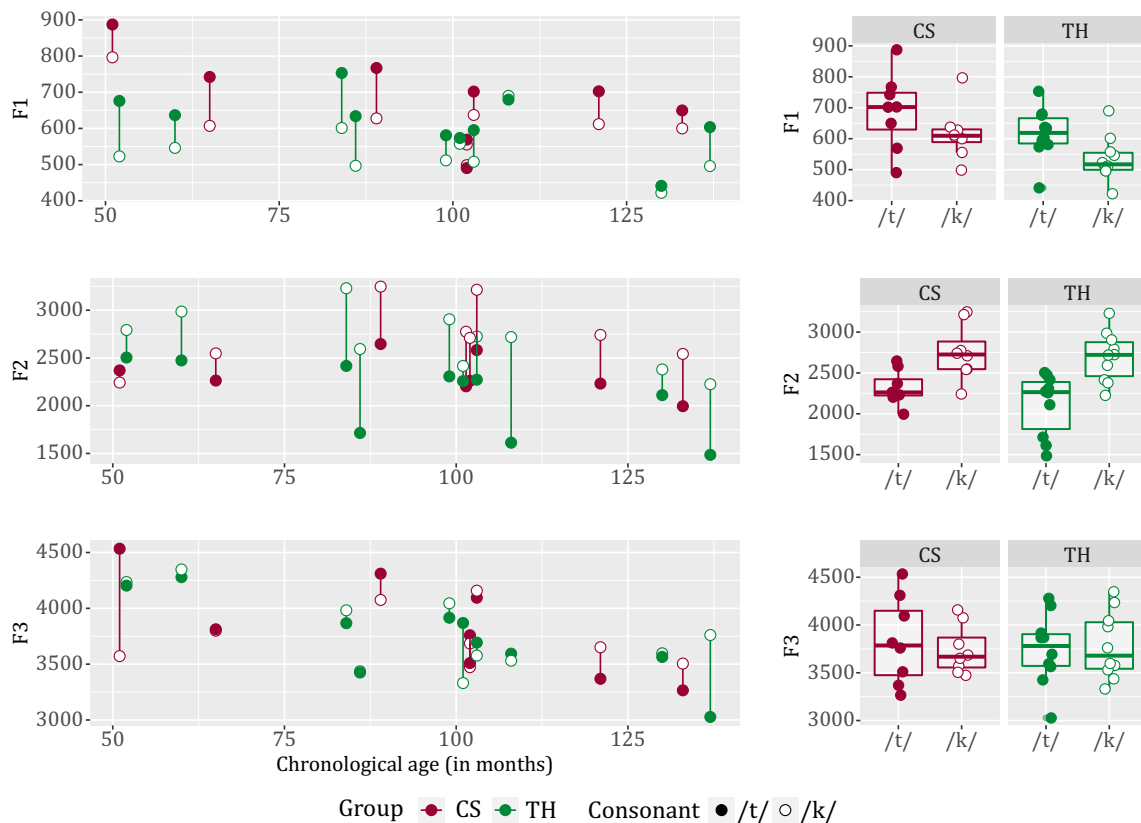 F1
900
800
700
600
500
400
50
75
100
125
CS
TH
F1
900
800
700
600
500
400
/t/
/k/
/t/
/k/
F2
3000
2500
2000
1500
50
75
100
125
CS
TH
F2
3000
2500
2000
1500
/t/
/k/
/t/
/k/
F3
4500
4000
3500
3000
50
75
100
125
Chronological age (in months)
CS
TH
F3
4500
4000
3500
3000
/t/
/k/
/t/
/k/
Group CS TH Consonant /t/ /k/